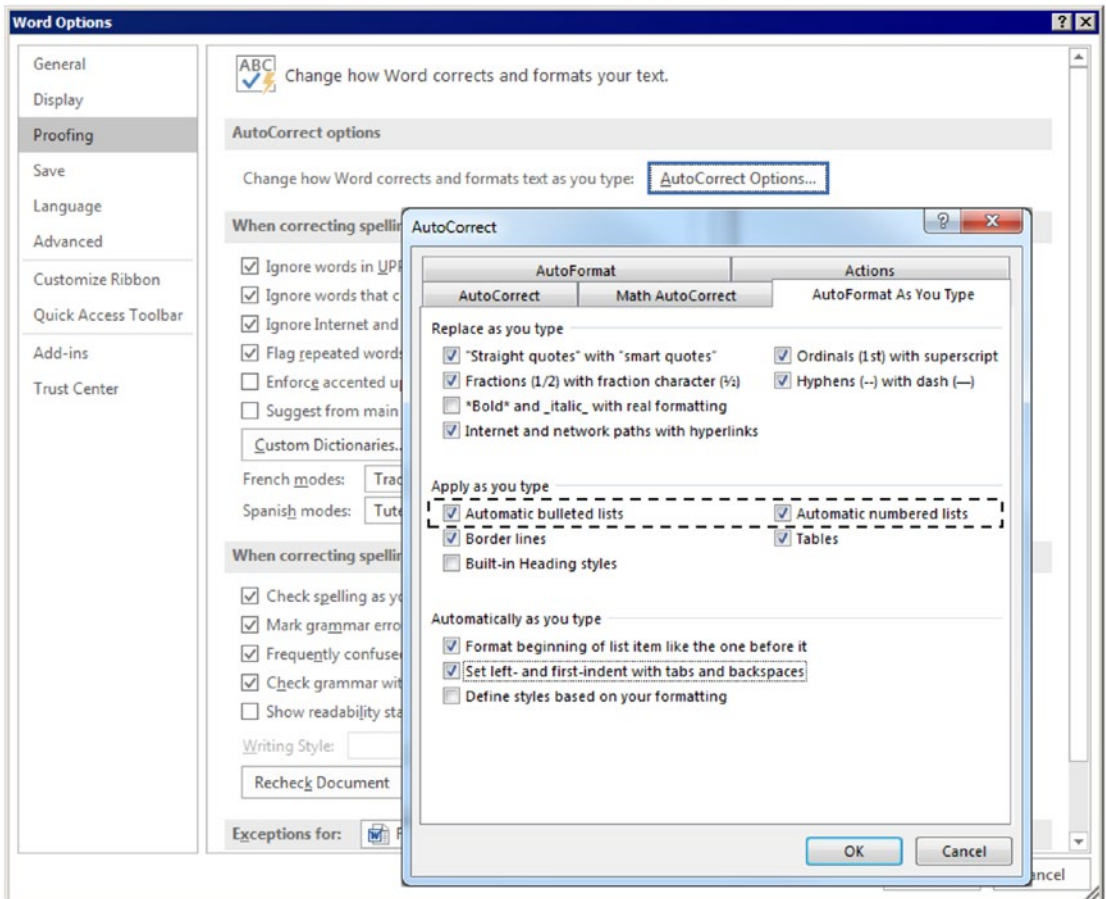 Word Options
General
Display
Proofing
Save
Language
Advanced
Customize Ribbon
Quick Access Toolbar
Add-ins
Trust Center
ABC
Change how Word corrects and formats your text.
AutoCorrect options
Change how Word corrects and formats text as you type: AutoCorrect Options...
When correcting
Ignore words in
Ignore words that
Ignore Internet and
Flag repeated words
Enforce accented
Suggest from main
Custom Dictionaries..
French modes:
Spanish modes:
When correcting
Check spelling as
Mark grammar
Frequently
Check grammar
Show readability
Writing Style:
Recheck Document
Exceptions for:
AutoCorrect
AutoFormat Actions
AutoCorrect Math AutoCorrect AutoFormat As You Type
Replace as you type
"Straight quotes" with “smart quotes” Ordinals (1st) with superscript
Fractions (1/2) with fraction character (½) Hyphens (--) with dash (—)
*Bold* and _italic_ with real formatting
Internet and network paths with hyperlinks
Apply as you type
Automatic bulleted lists Automatic numbered lists
Border lines Tables
Built-in Heading styles
Automatically as you type
Format beginning of list item like the one before it
Set left- and first-indent with tabs and backspaces
Define styles based on your formatting
OK Cancel